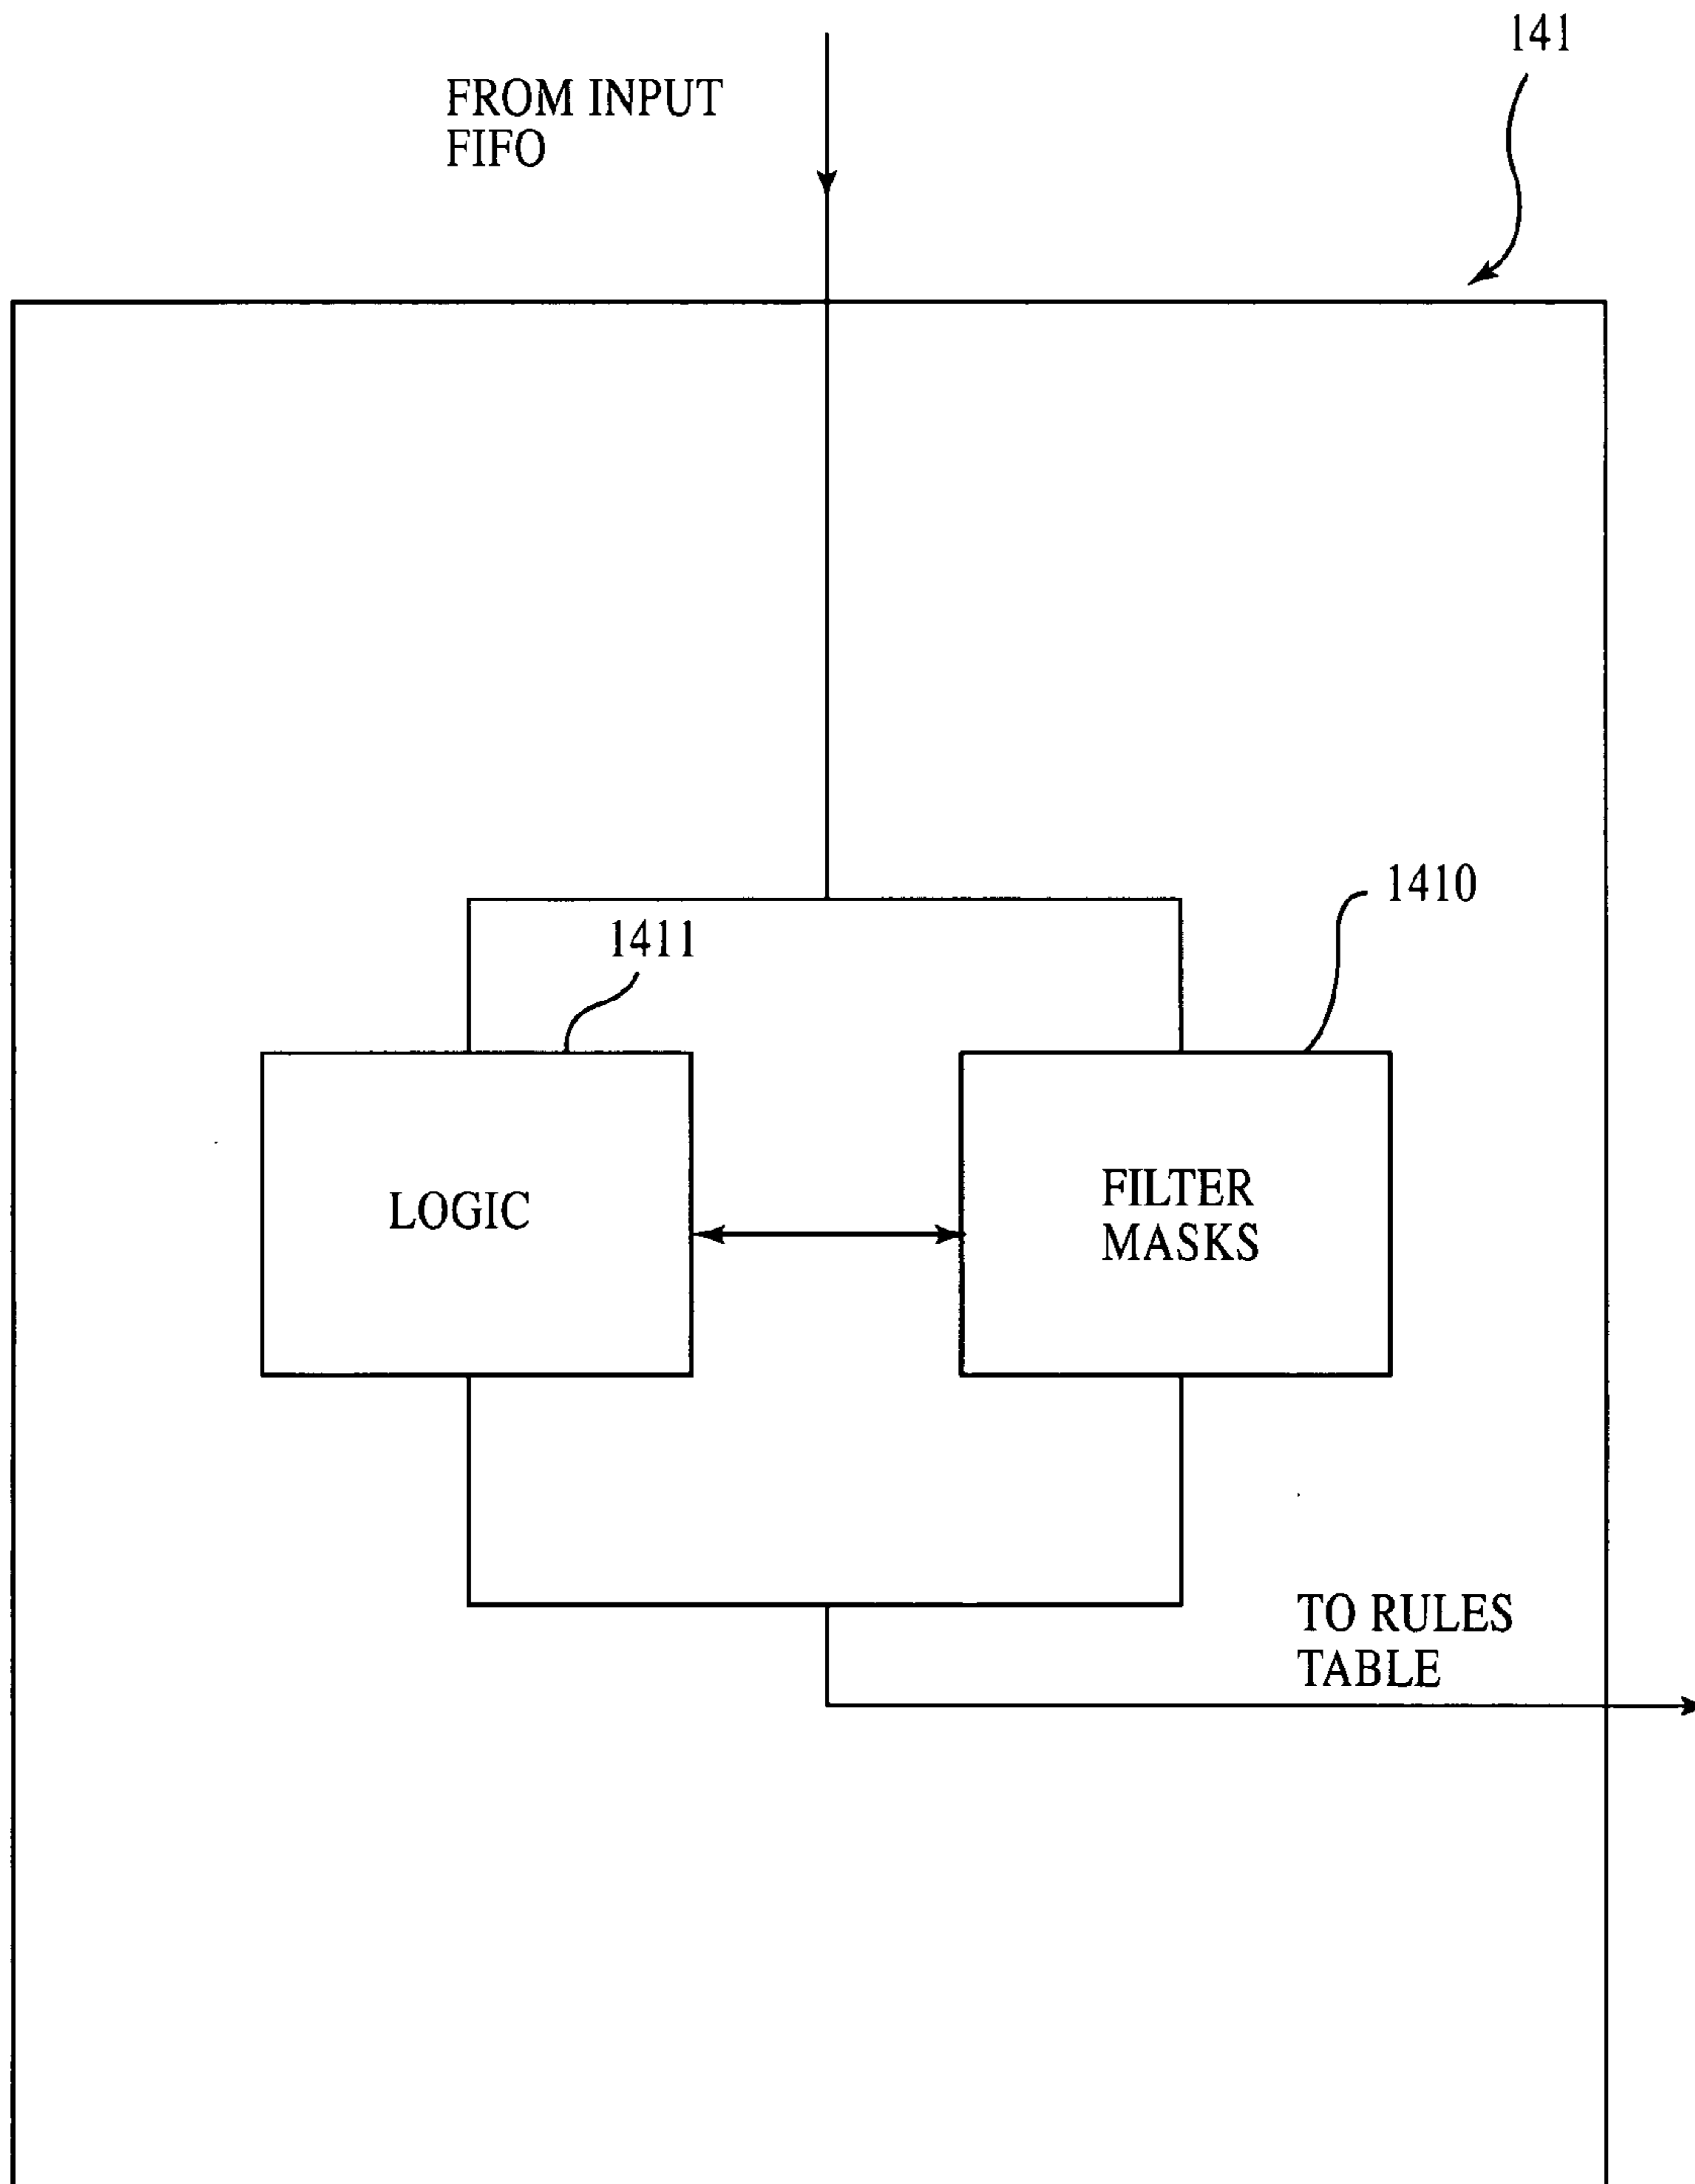 141
FROM INPUT
FIFO
1410
1411
LOGIC
FILTER
MASKS
TO RULES
TABLE